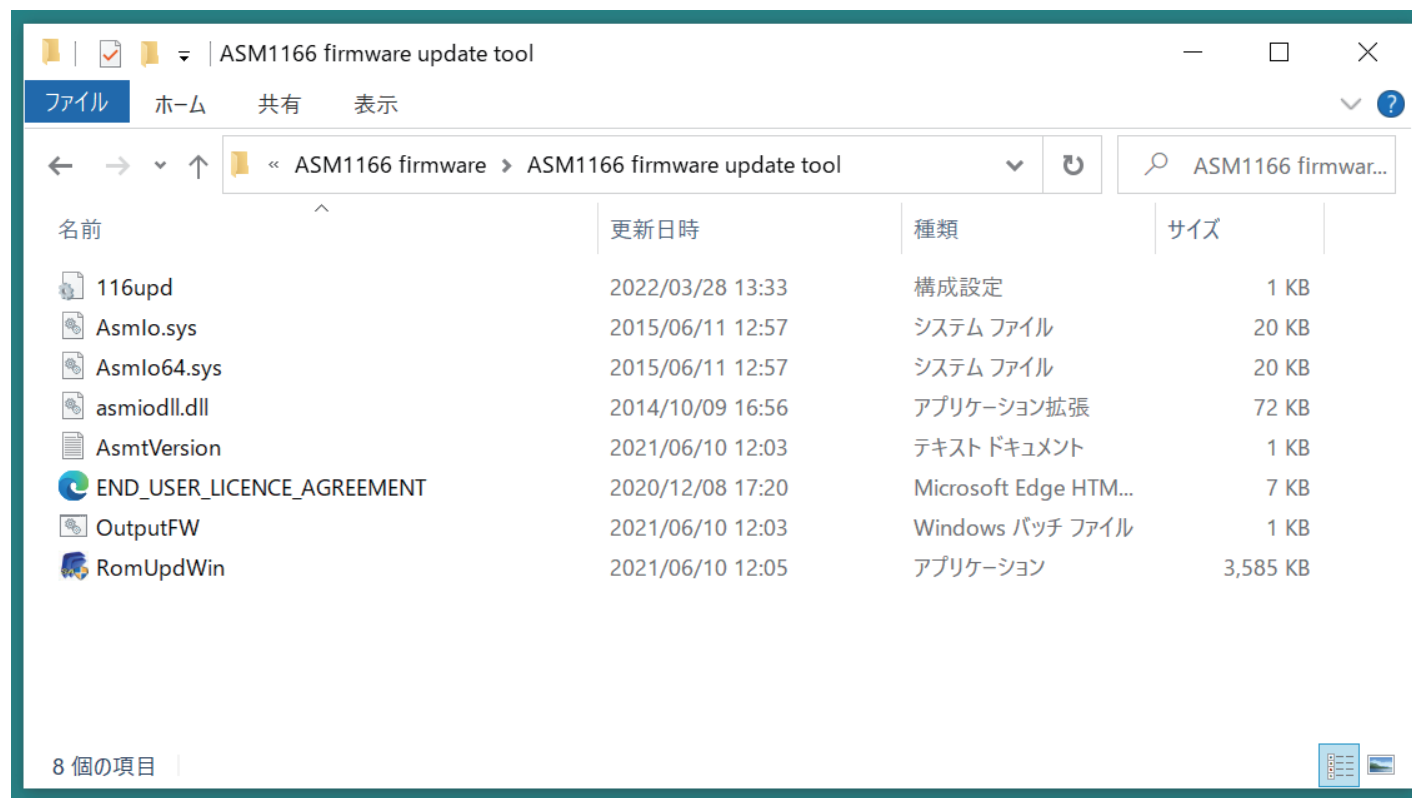 ASM1166 firmware update tool
ファイル ホーム 共有 表示
« ASM1166 firmware › ASM1166 firmware update tool ASM1166 firmwar...
名前 更新日時 種類 サイズ
116upd 2022/03/28 13:33 構成設定 1 KB
AsmIo.sys 2015/06/11 12:57 システム ファイル 20 KB
AsmIo64.sys 2015/06/11 12:57 システム ファイル 20 KB
asmiodll.dll 2014/10/09 16:56 アプリケーション拡張 72 KB
AsmtVersion 2021/06/10 12:03 テキスト ドキュメント 1 KB
END_USER_LICENCE_AGREEMENT 2020/12/08 17:20 Microsoft Edge HTM... 7 KB
OutputFW 2021/06/10 12:03 Windows バッチ ファイル 1 KB
RomUpdWin 2021/06/10 12:05 アプリケーション 3,585 KB
8 個の項目